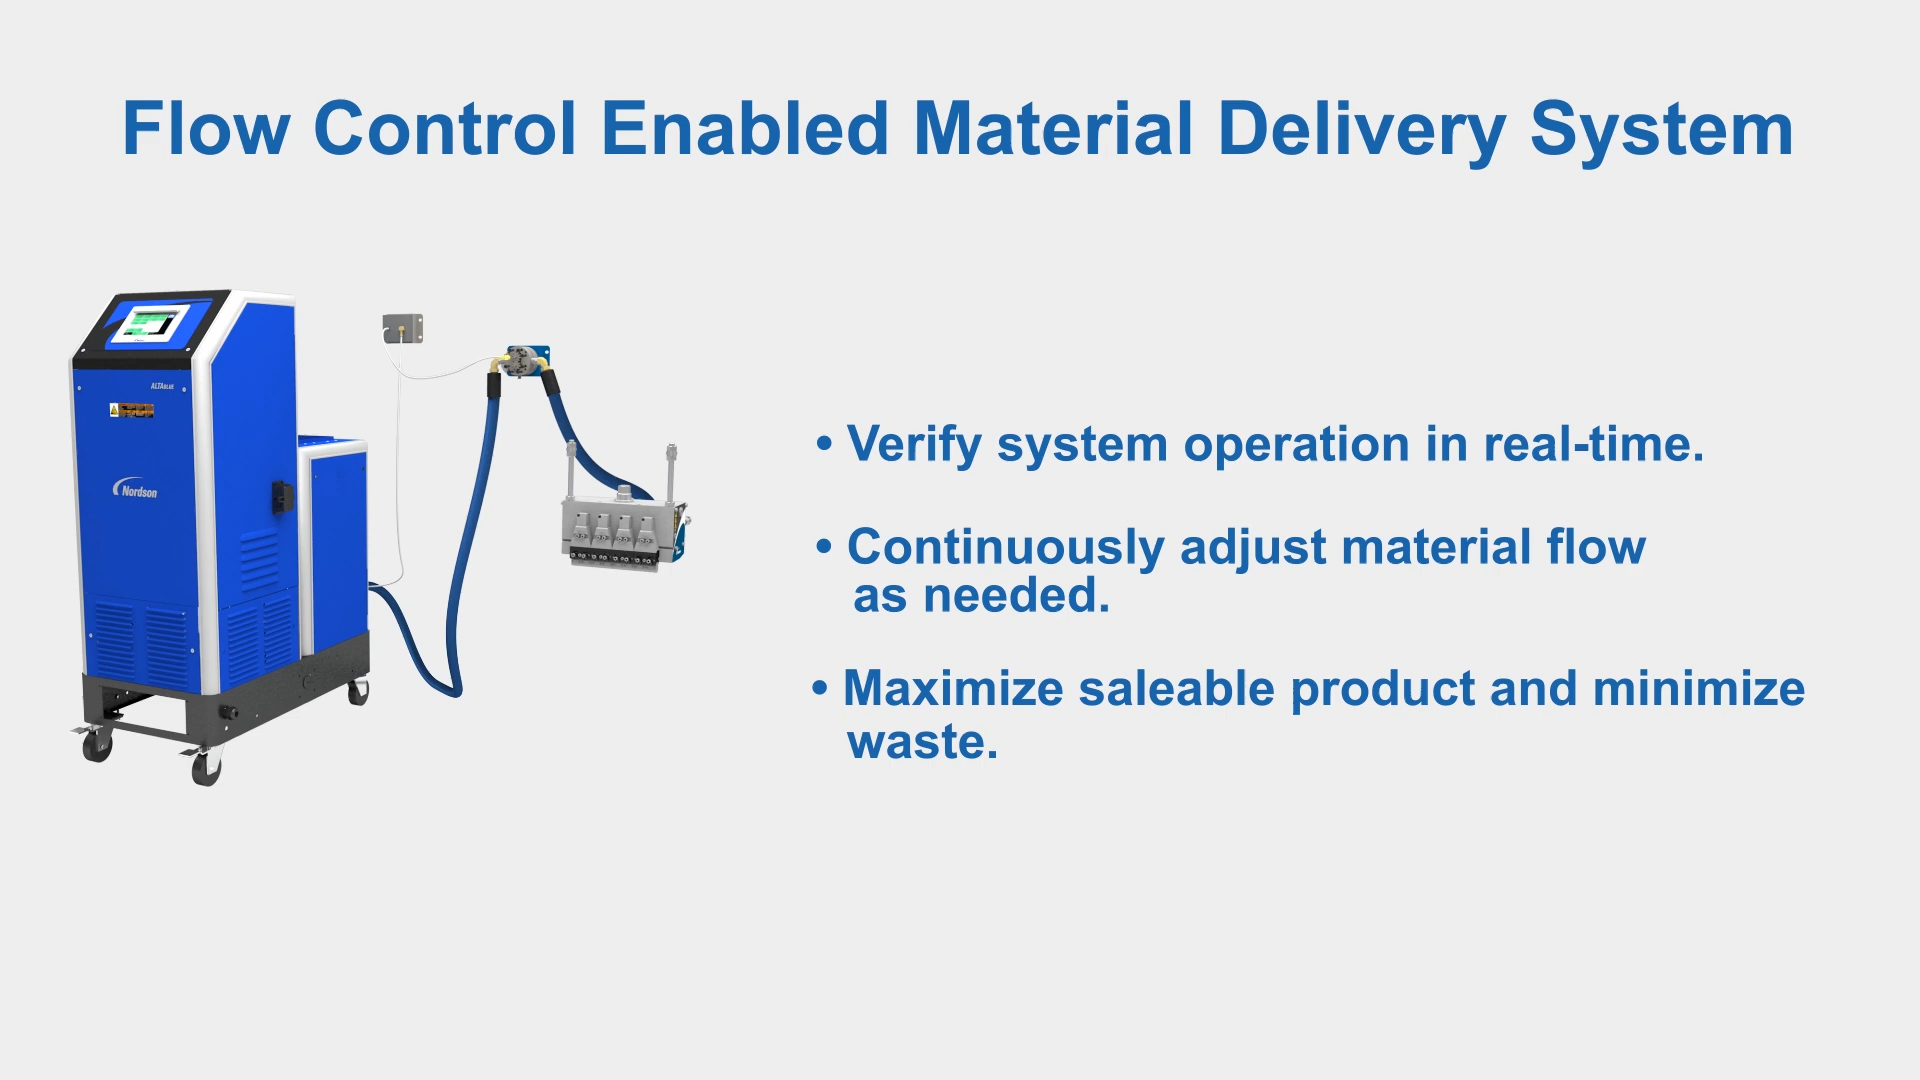 Flow Control Enabled Material Delivery System
ALTABLUE
Nordson
• Verify system operation in real-time.
• Continuously adjust material flow
as needed.
• Maximize saleable product and minimize
waste.